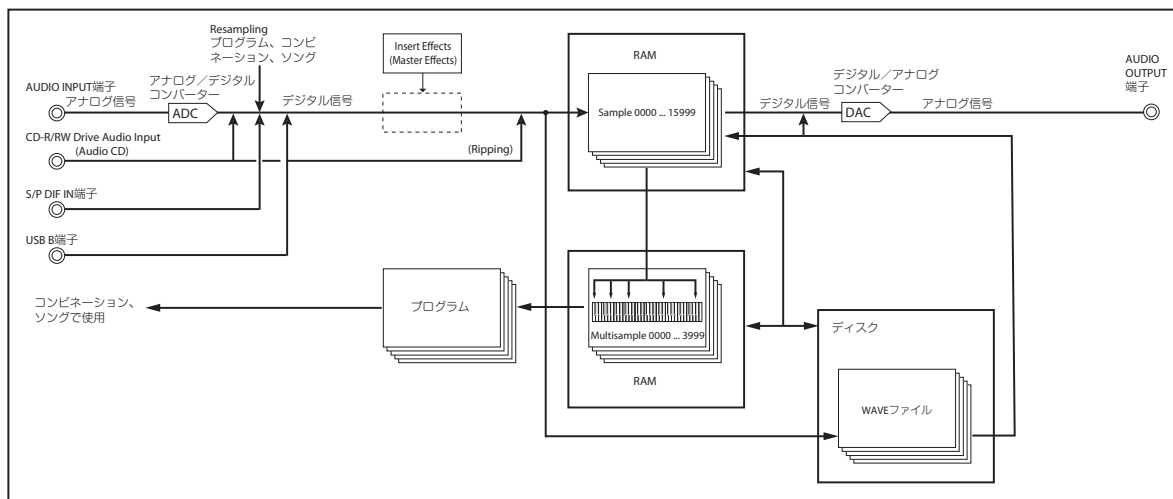 Resampling
プログラム、コンビ
ネーション、ソング
Insert Effects
(Master Effects)
RAM
AUDIO INPUT端子
アナログ信号
アナログ／デジタル
コンバーター
ADC
デジタル信号
Sample 0000 ... 15999
デジタル信号
デジタル／アナログ
コンバーター
DAC
アナログ信号
AUDIO
OUTPUT
端子
CD-R/RW Drive Audio Input
(Audio CD)
(Ripping)
S/P DIF IN端子
USB B端子
コンビネーション、
ソングで使用
プログラム
Multisample 0000 ... 3999
RAM
ディスク
WAVEファイル